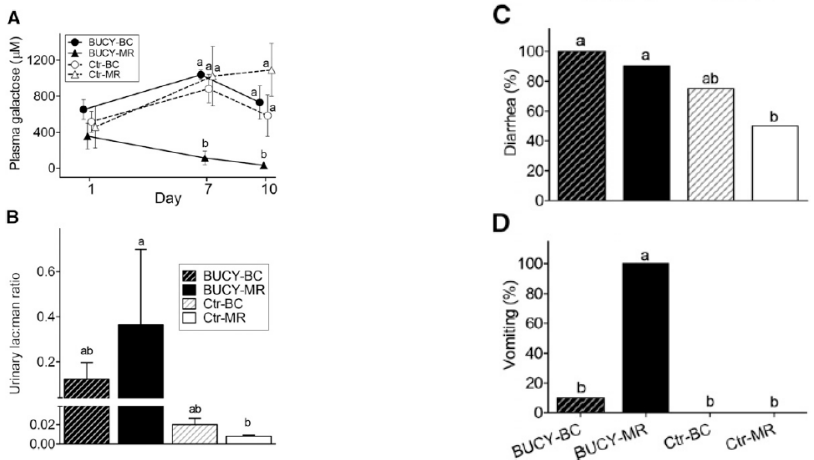 A
BUCY-BC
BUCY-MR
Ctr-BC
Ctr-MR
Plasma galactose (µM)
1200
800
400
0
a
a
a
a
a
a
b
b
1
7
10
Day
B
Urinary lac:man ratio
0.6
0.4
0.2
0.02
0.00
ab
a
ab
b
BUCY-BC
BUCY-MR
Ctr-BC
Ctr-MR
C
Diarrhea (%)
100
80
60
40
20
0
a
a
ab
b
D
Vomiting (%)
100
80
60
40
20
0
b
a
b
b
BUCY-BC
BUCY-MR
Ctr-BC
Ctr-MR